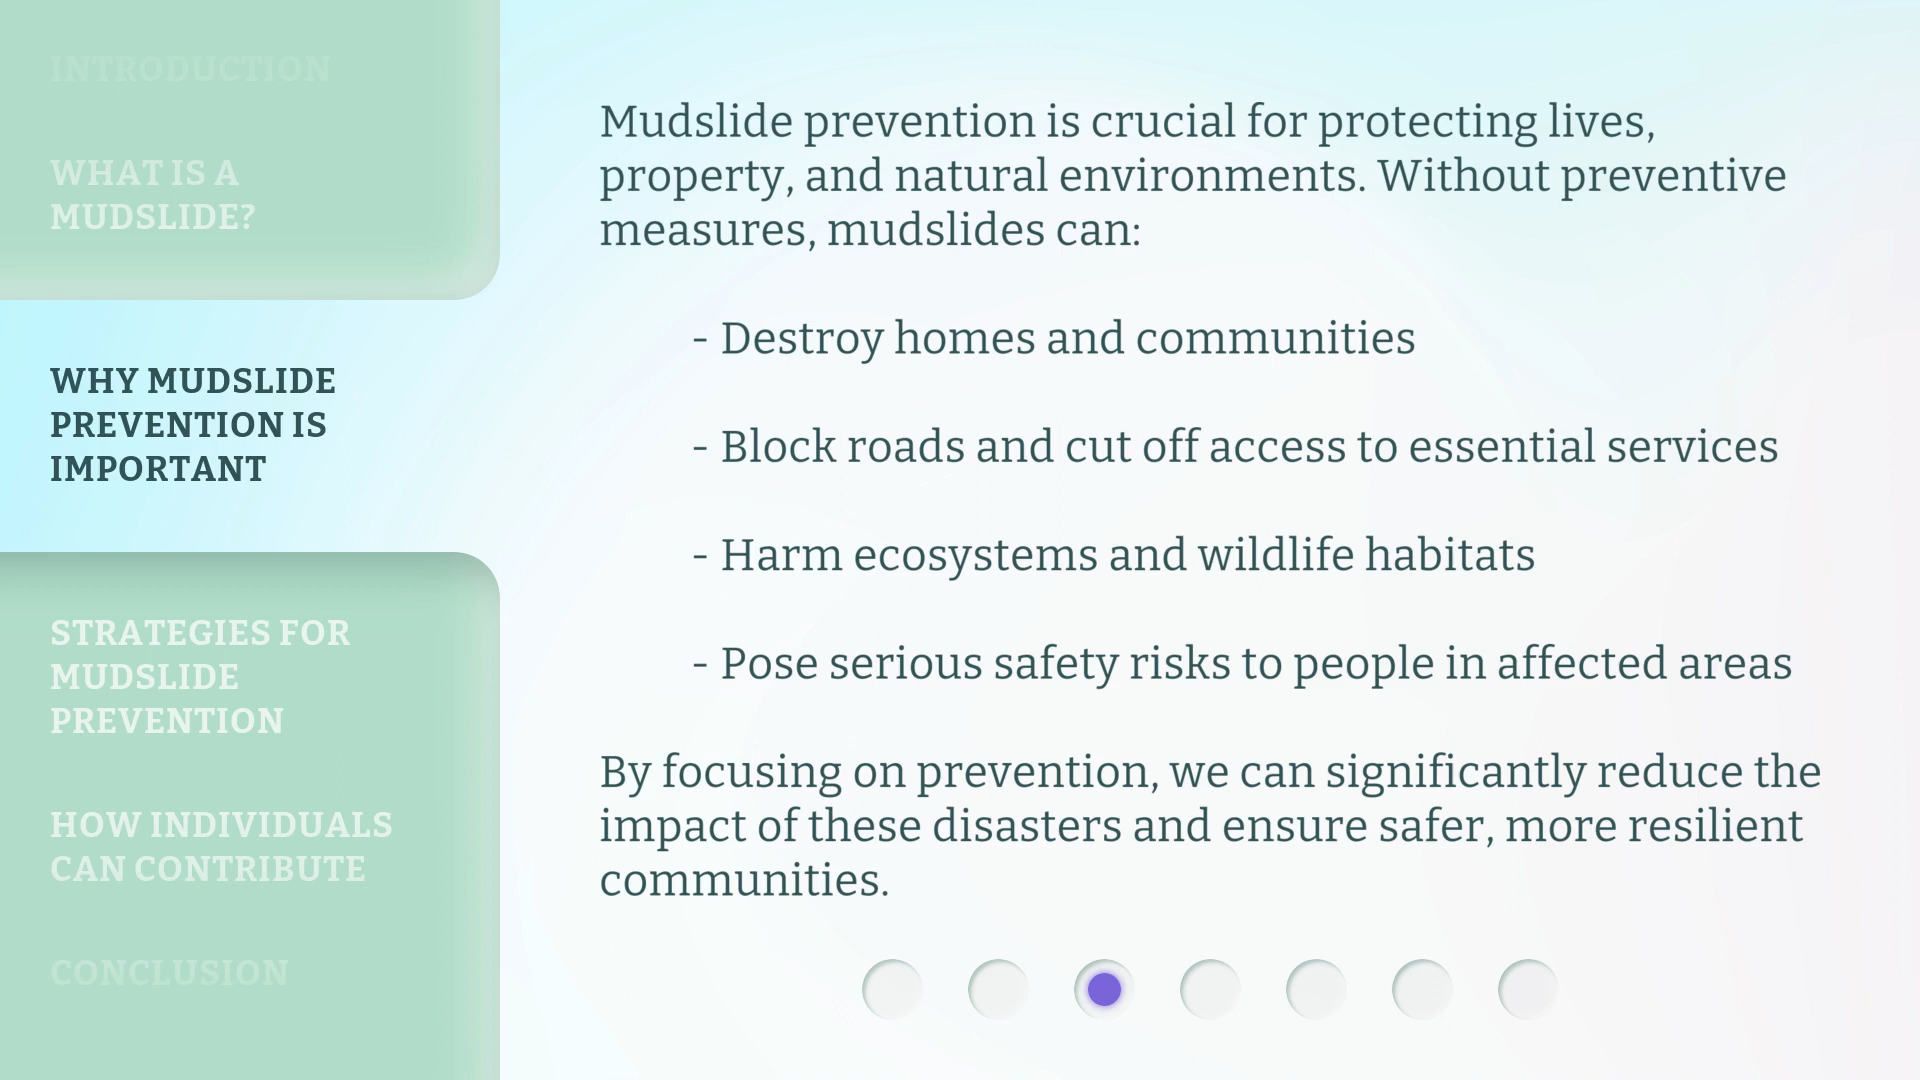 INTRODUCTION
WHAT IS A
MUDSLIDE?
WHY MUDSLIDE
PREVENTION IS
IMPORTANT
STRATEGIES FOR
MUDSLIDE
PREVENTION
HOW INDIVIDUALS
CAN CONTRIBUTE
CONCLUSION
Mudslide prevention is crucial for protecting lives,
property, and natural environments. Without preventive
measures, mudslides can:
- Destroy homes and communities
- Block roads and cut off access to essential services
- Harm ecosystems and wildlife habitats
- Pose serious safety risks to people in affected areas
By focusing on prevention, we can significantly reduce the
impact of these disasters and ensure safer, more resilient
communities.